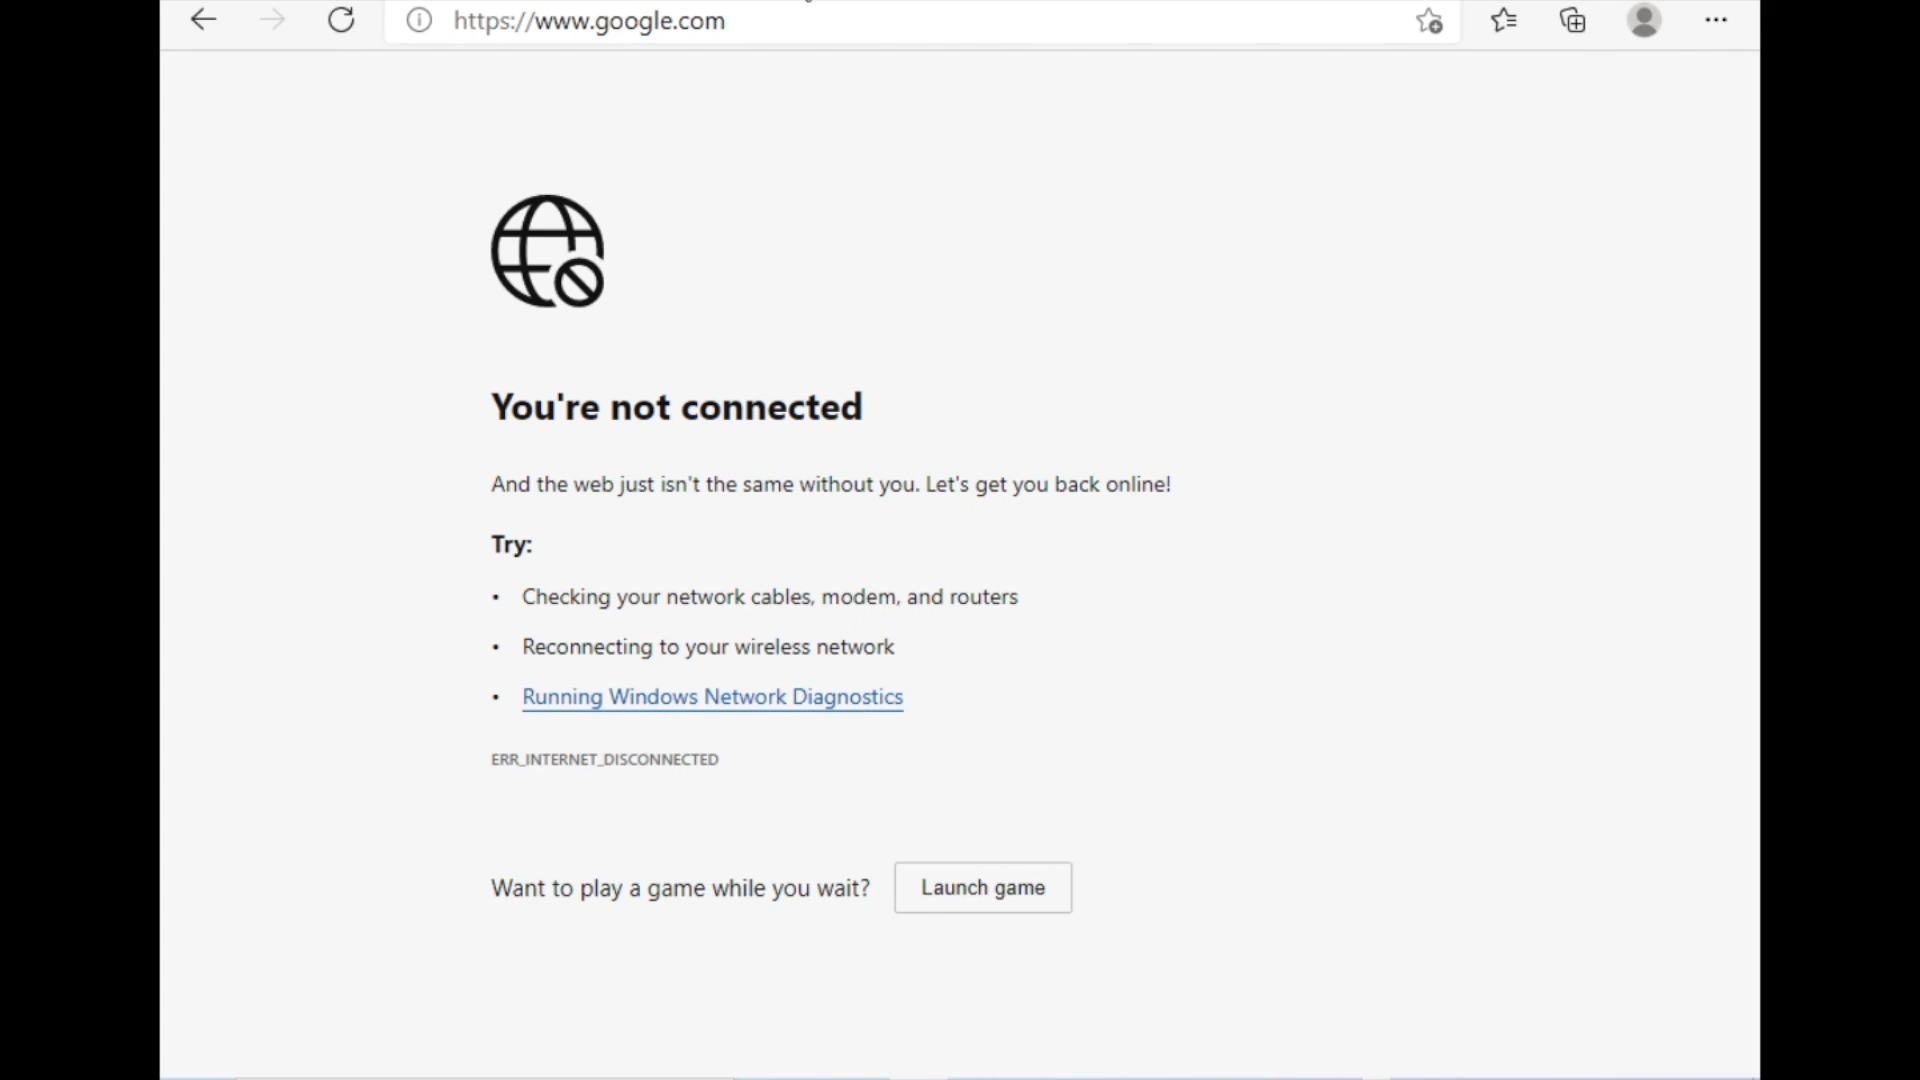 https://www.google.com
You're not connected
And the web just isn't the same without you. Let's get you back online!
Try:
• Checking your network cables, modem, and routers
• Reconnecting to your wireless network
• Running Windows Network Diagnostics
ERR_INTERNET_DISCONNECTED
Want to play a game while you wait? Launch game